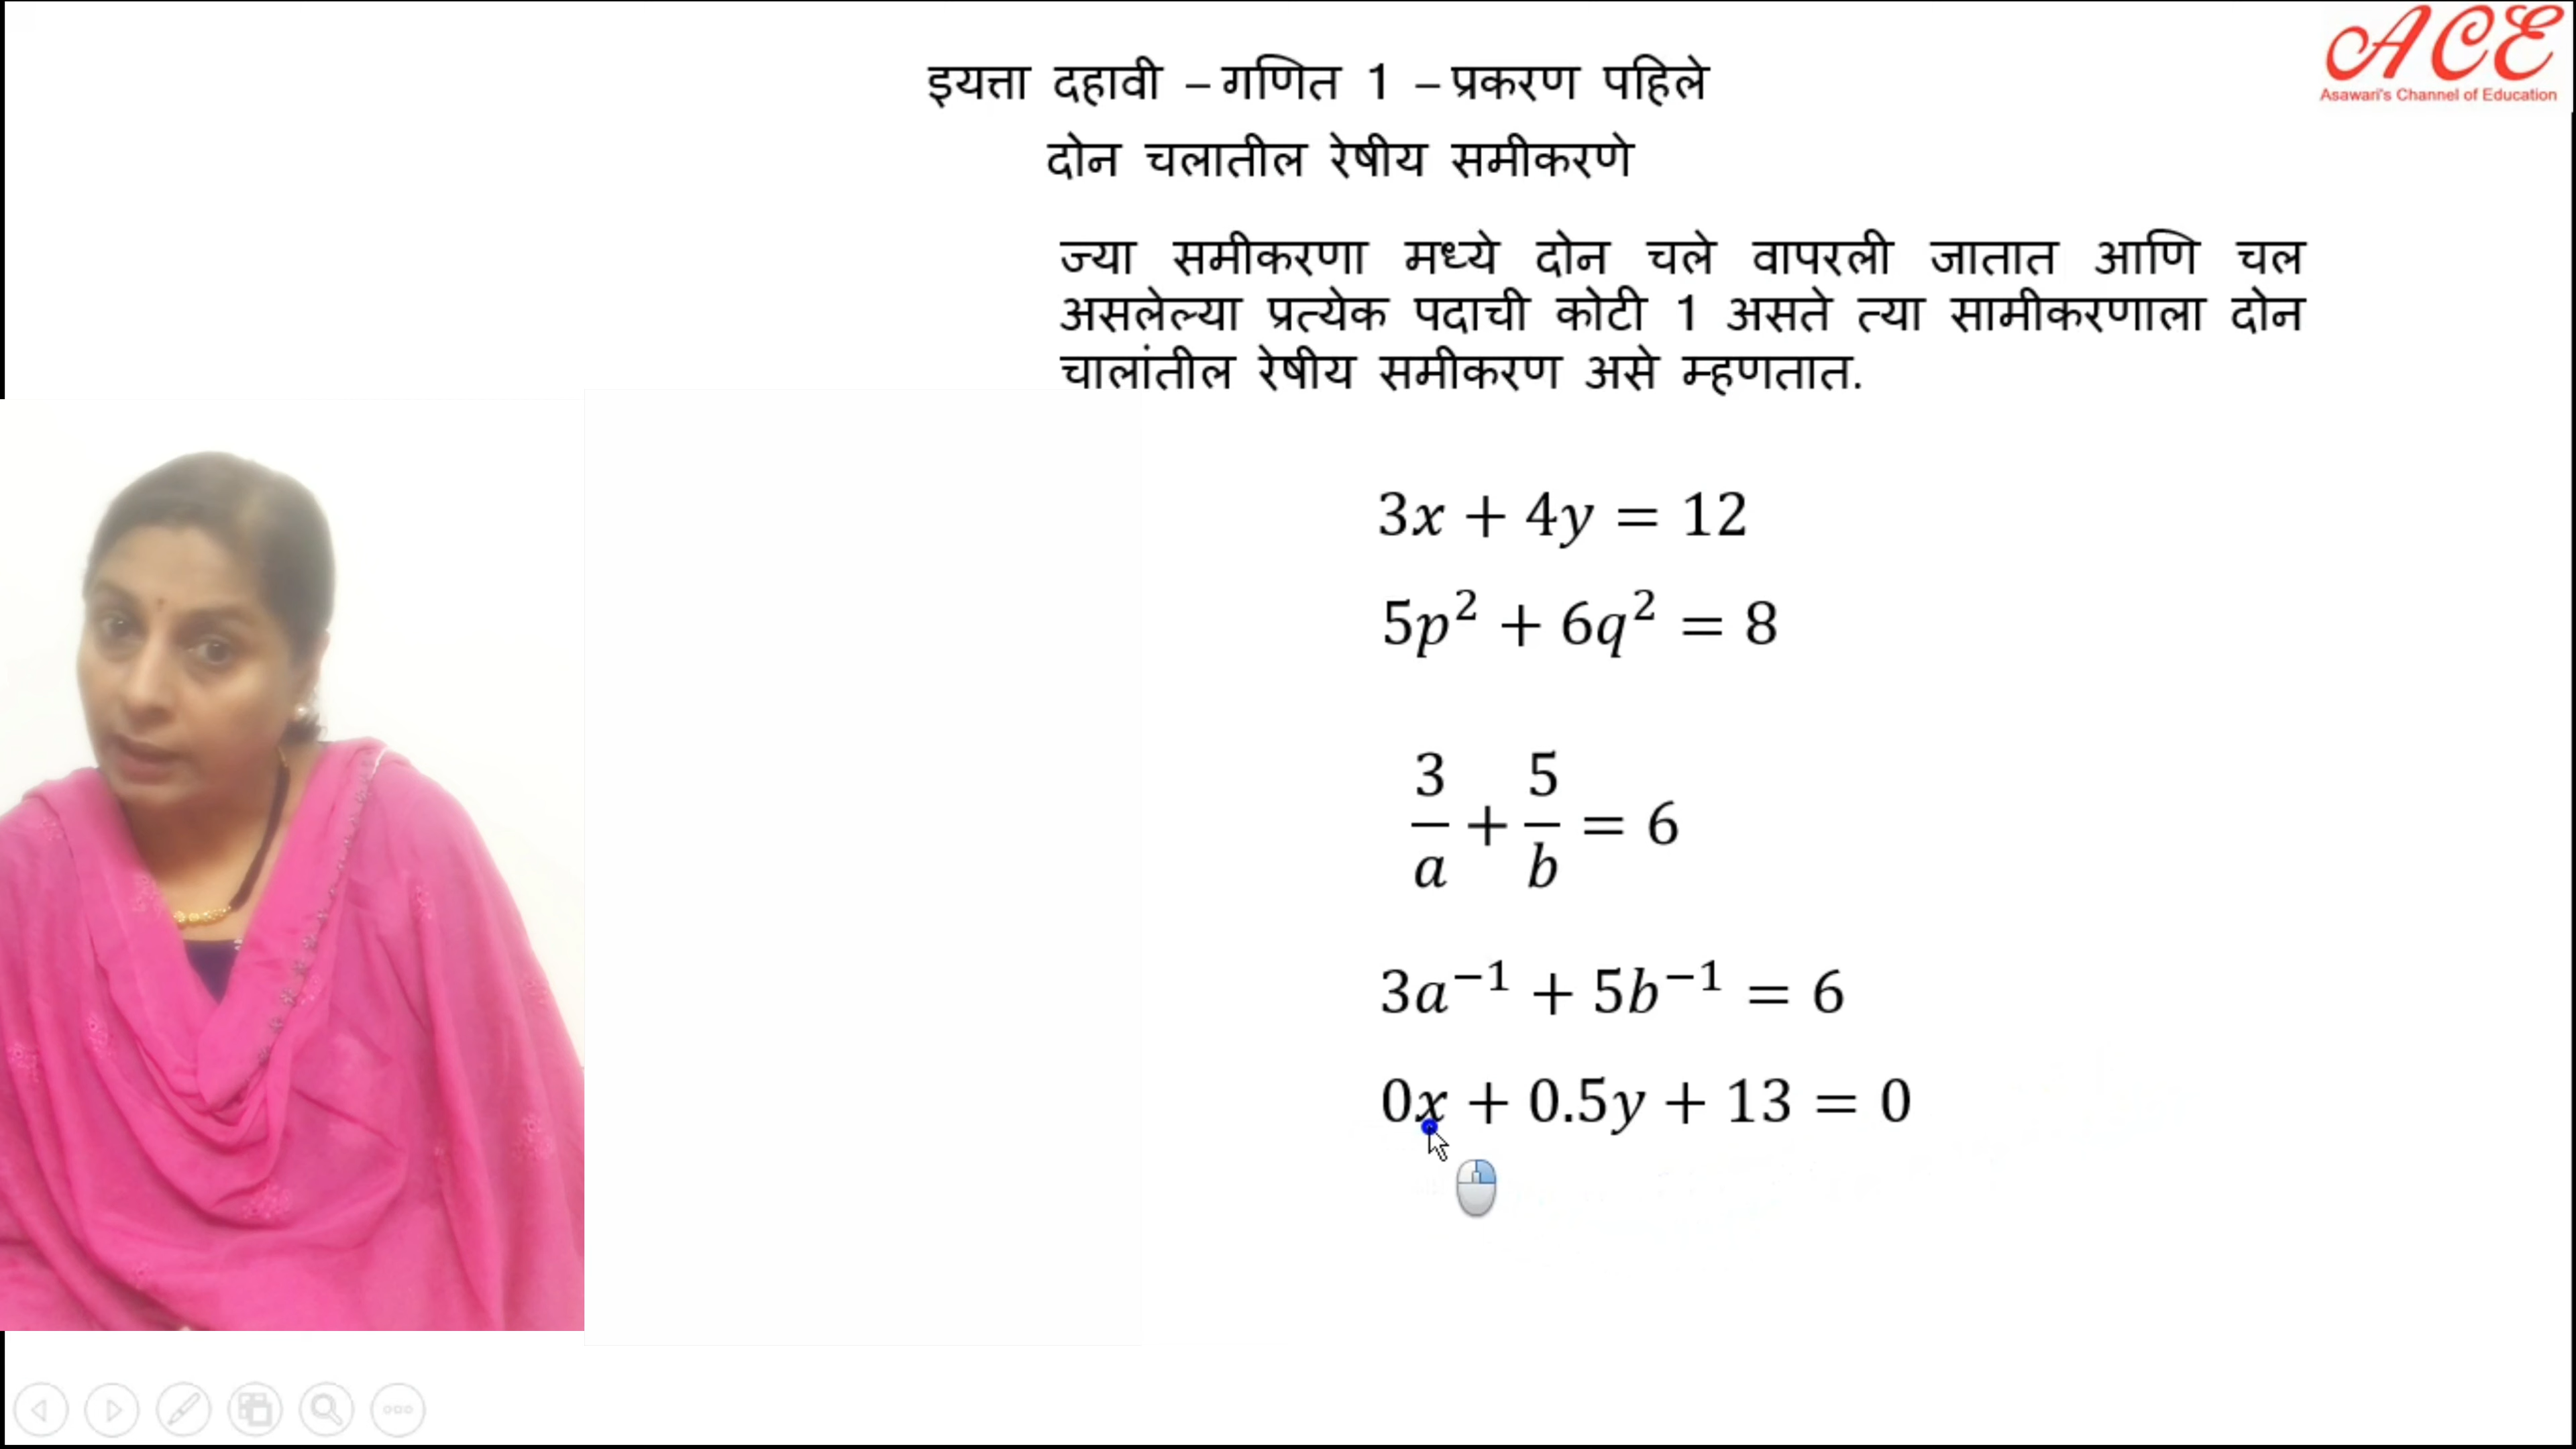 ACE
Asawari's Channel of Education
इयत्ता दहावी – गणित 1 – प्रकरण पहिले
दोन चलातील रेषीय समीकरणे
ज्या समीकरणा मध्ये दोन चले वापरली जातात आणि चल
असलेल्या प्रत्येक पदाची कोटी 1 असते त्या सामीकरणाला दोन
चालांतील रेषीय समीकरण असे म्हणतात.
3x + 4y = 12
5p² + 6q² = 8
3/a + 5/b = 6
3a⁻¹ + 5b⁻¹ = 6
0x + 0.5y + 13 = 0